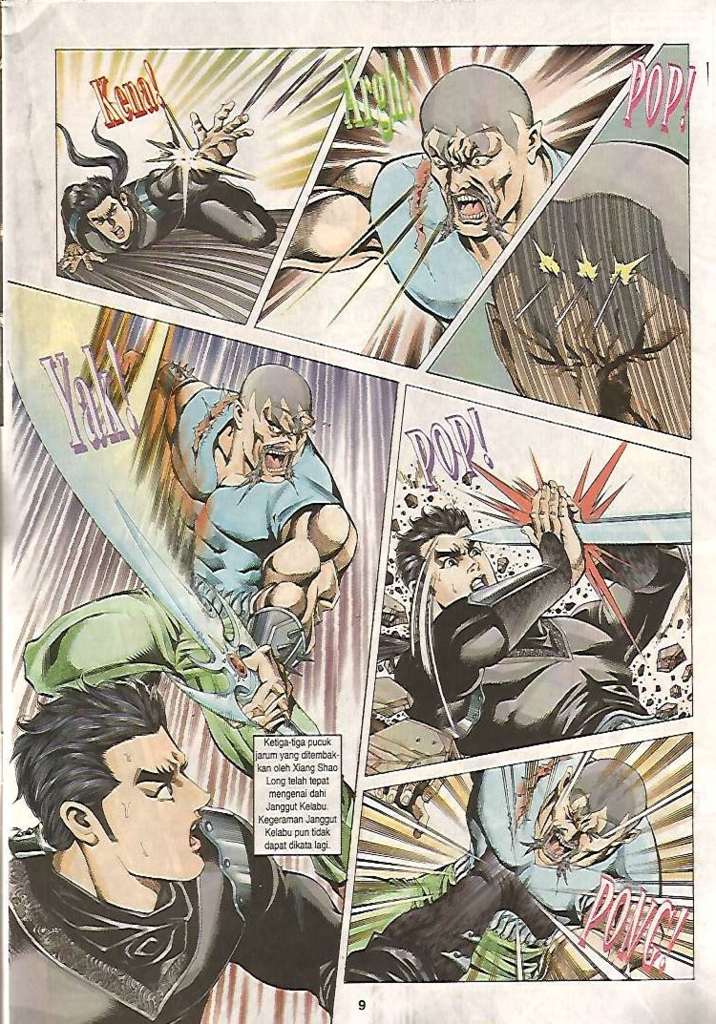 Kena!
Argh!
POP!
Yak!
POP!
Ketiga-tiga pucuk
jarum yang ditembak-
kan oleh Xiang Shao
Long telah tepat
mengenai dahi
Janggut Kelabu.
Kegeraman Janggut
Kelabu pun tidak
dapat dikata lagi.
PONG!
9